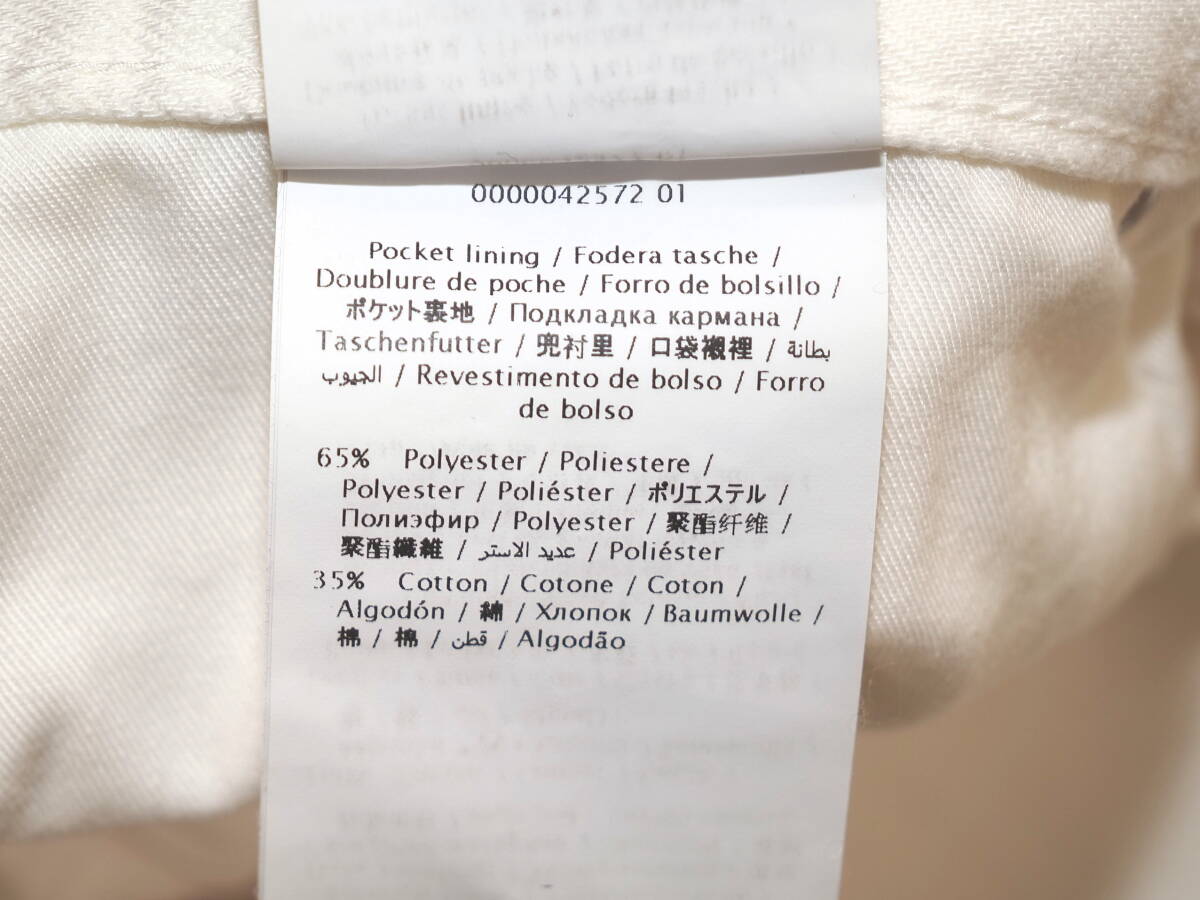 0000042572 01
Pocket lining / Fodera tasche /
Doublure de poche / Forro de bolsillo /
ポケット裏地 / Подкладка кармана /
Taschenfutter / 兜衬里 / 口袋襯裡 / بطانة
الجيوب / Revestimento de bolso / Forro
de bolso
65% Polyester / Poliestere /
Polyester / Poliéster / ポリエステル /
Полиэфир / Polyester / 聚酯纤维 /
聚酯纖維 / عديد الاستر / Poliéster
35% Cotton / Cotone / Coton /
Algodón / 綿 / Хлопок / Baumwolle /
棉 / 棉 / قطن / Algodão